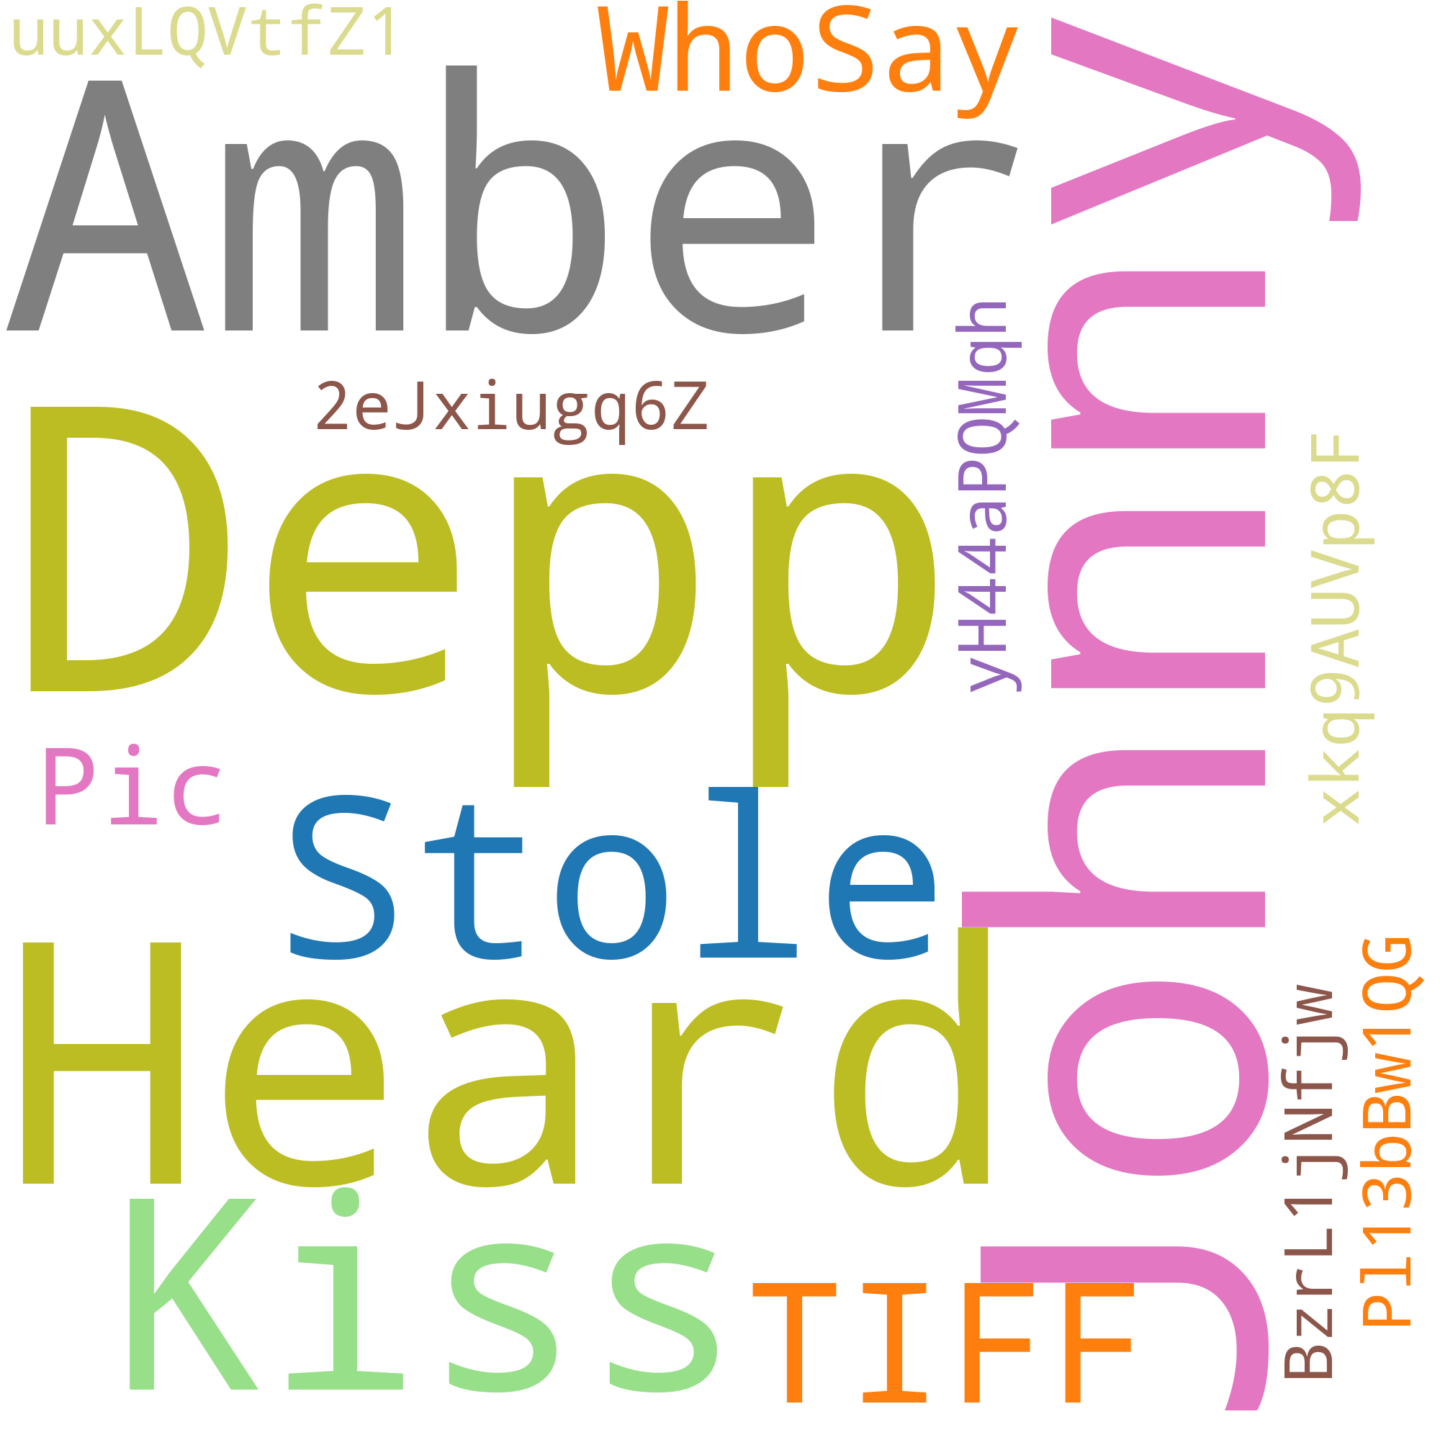 uuxLQVtfZ1
WhoSay
Amber
Johnny
2eJxiugq6Z
yH44aPQMqh
Depp
xkq9AUVp8F
Pic
Stole
Heard
BzrL1jNfjw
Pl13bBw1QG
Kiss
TIFF